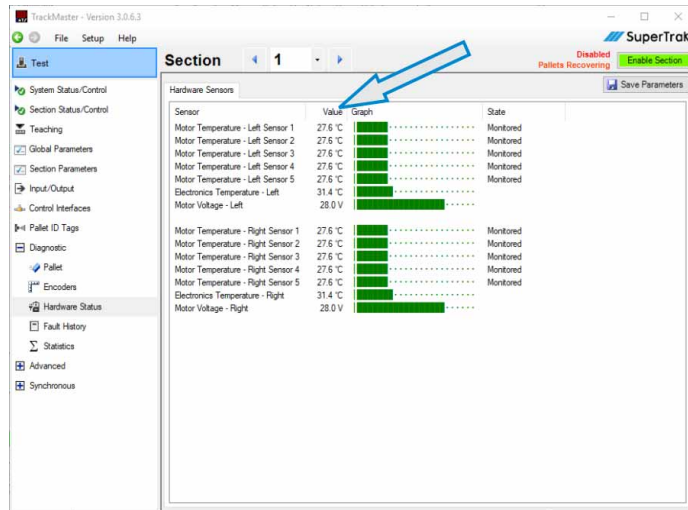 TrackMaster - Version 3.0.6.3
File Setup Help
SuperTrak
Test
Section 1
Disabled
Pallets Recovering
Enable Section
Save Parameters
System Status/Control
Section Status/Control
Teaching
Global Parameters
Section Parameters
Input/Output
Control Interfaces
Pallet ID Tags
Diagnostic
Pallet
Encoders
Hardware Status
Fault History
Statistics
Advanced
Synchronous
Hardware Sensors
Sensor Value Graph State
Motor Temperature - Left Sensor 1 27.6 °C Monitored
Motor Temperature - Left Sensor 2 27.6 °C Monitored
Motor Temperature - Left Sensor 3 27.6 °C Monitored
Motor Temperature - Left Sensor 4 27.6 °C Monitored
Motor Temperature - Left Sensor 5 27.6 °C Monitored
Electronics Temperature - Left 31.4 °C
Motor Voltage - Left 28.0 V
Motor Temperature - Right Sensor 1 27.6 °C Monitored
Motor Temperature - Right Sensor 2 27.6 °C Monitored
Motor Temperature - Right Sensor 3 27.6 °C Monitored
Motor Temperature - Right Sensor 4 27.6 °C Monitored
Motor Temperature - Right Sensor 5 27.6 °C Monitored
Electronics Temperature - Right 31.4 °C
Motor Voltage - Right 28.0 V